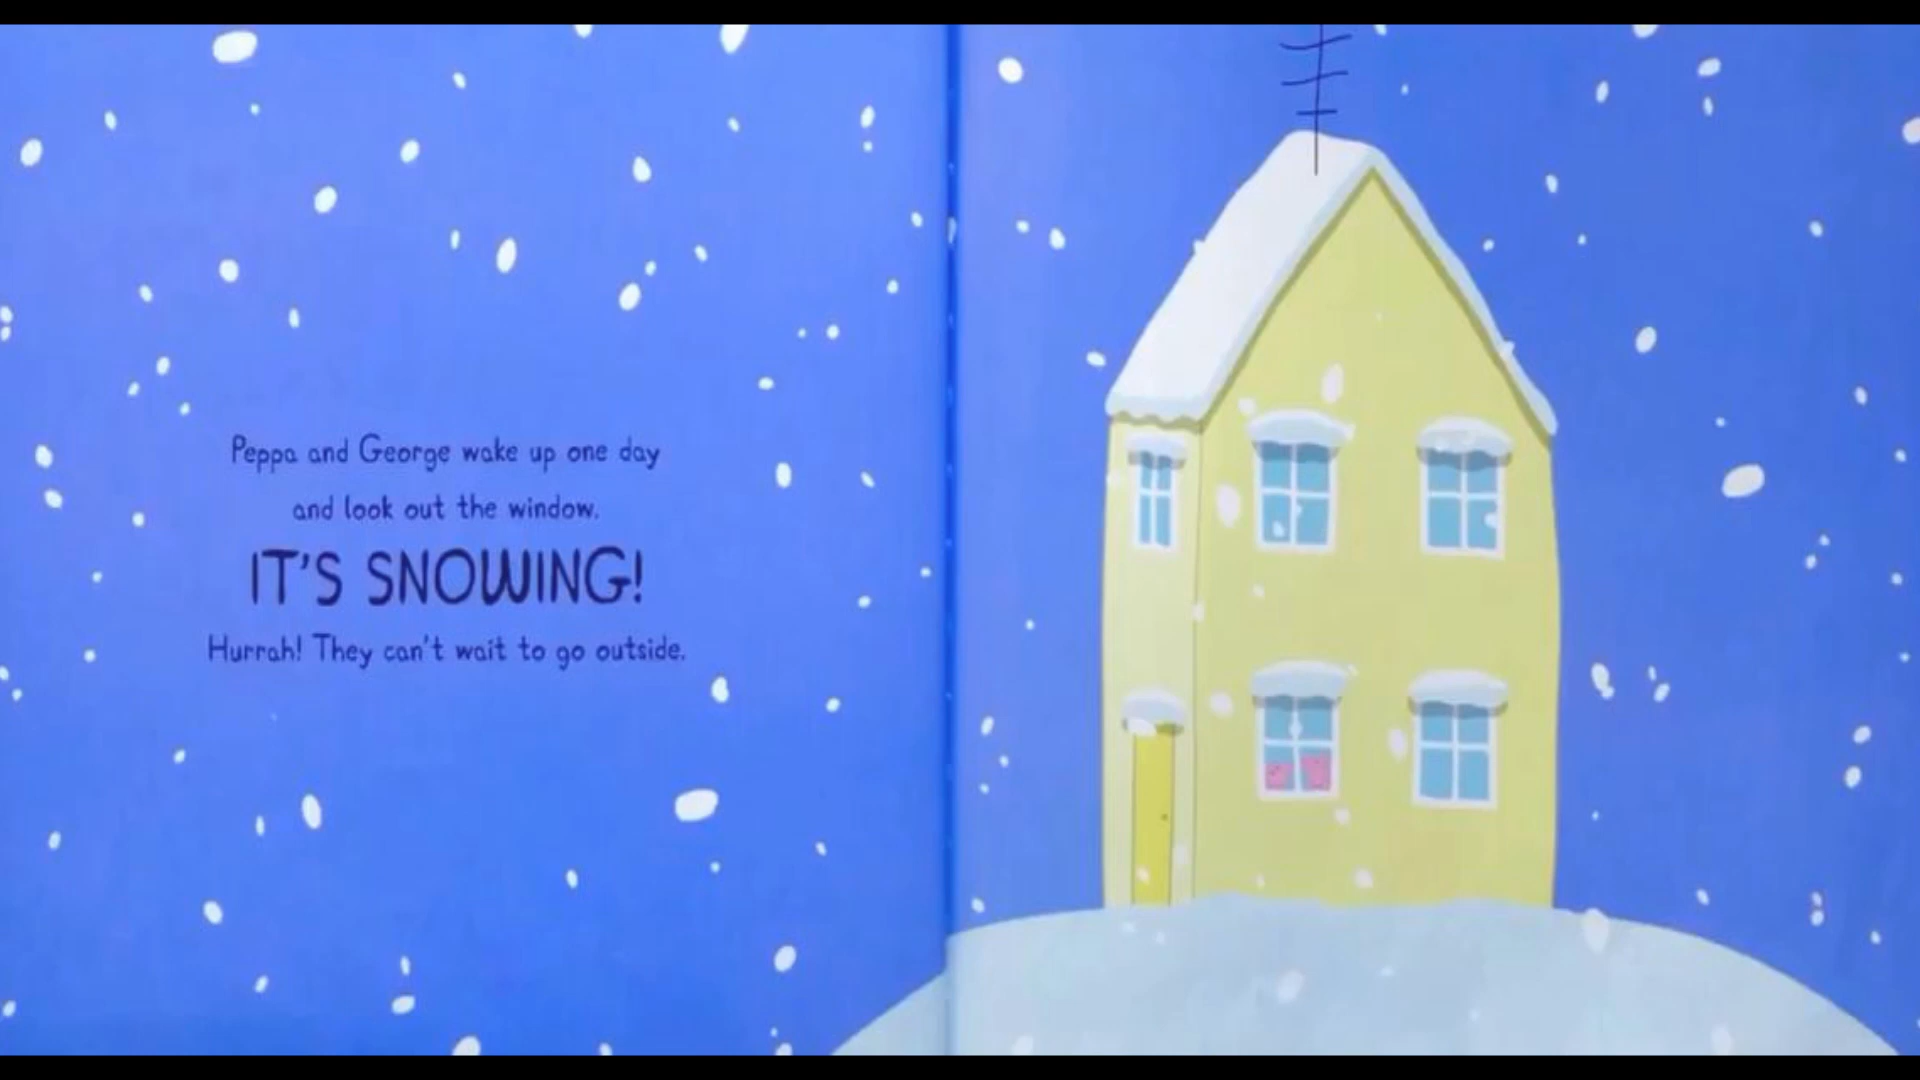 Peppa and George wake up one day
and look out the window.
IT'S SNOWING!
Hurrah! They can't wait to go outside.